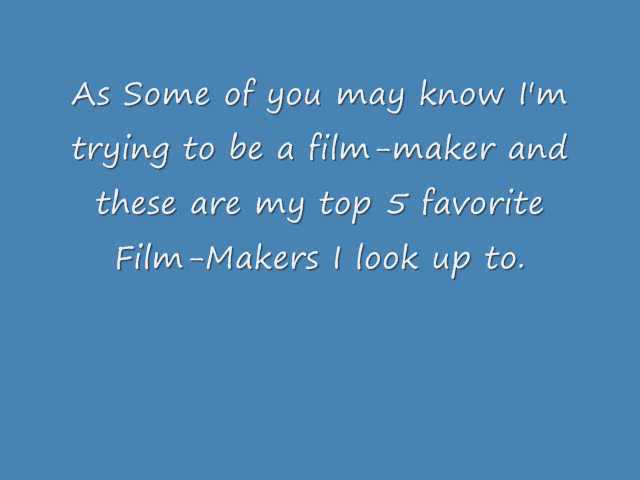 As Some of you may know I'm
trying to be a film-maker and
these are my top 5 favorite
Film-Makers I look up to.